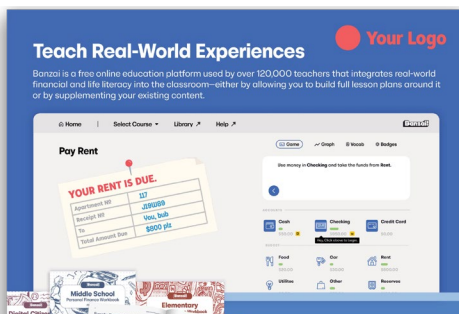 Your Logo
Teach Real-World Experiences
Banzai is a free online education platform used by over 120,000 teachers that integrates real-world
financial and life literacy into the classroom—either by allowing you to build full lesson plans around it
or by supplementing your existing content.
Home | Select Course Library Help
Banzai!
Pay Rent
Game Graph Vocab Badges
Use money in Checking and take the funds from Rent.
YOUR RENT IS DUE.
Apartment Nº 117
Receipt Nº
To You, bub
Total Amount Due $800 plz
Cash Checking Credit Card
Food Car Rent
Utilities Other Reserves
Banzai
Middle School
Personal Finance Workbook
Banzai
Elementary
Workbook
Banzai